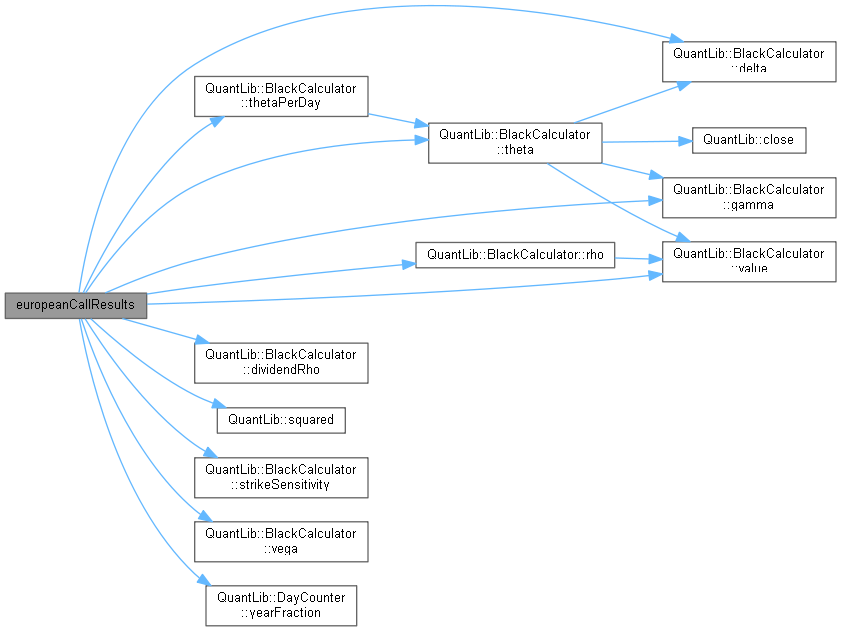 QuantLib::BlackCalculator
::delta
QuantLib::BlackCalculator
::thetaPerDay
QuantLib::BlackCalculator
::theta
QuantLib::close
QuantLib::BlackCalculator
::gamma
QuantLib::BlackCalculator::rho
QuantLib::BlackCalculator
::value
europeanCallResults
QuantLib::BlackCalculator
::dividendRho
QuantLib::squared
QuantLib::BlackCalculator
::strikeSensitivity
QuantLib::BlackCalculator
::vega
QuantLib::DayCounter
::yearFraction